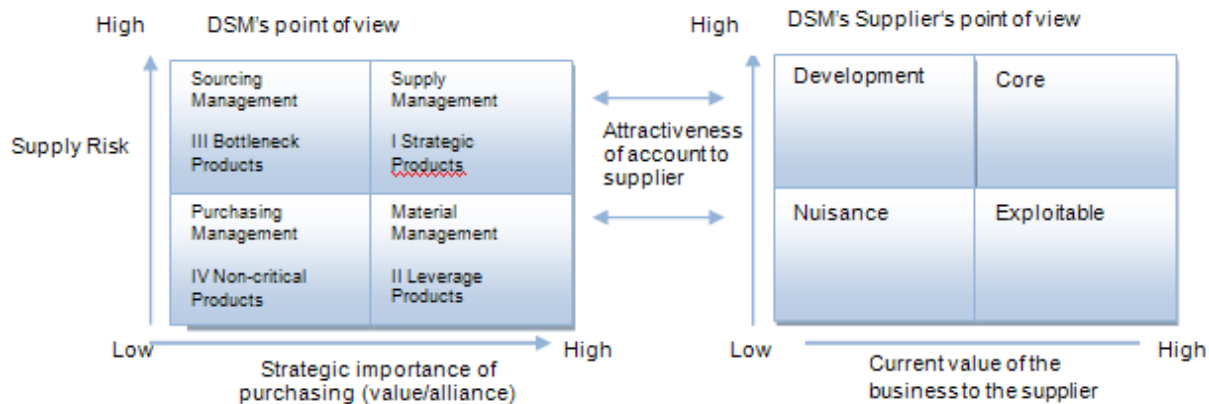 High
DSM's point of view
High
DSM's Supplier's point of view
Supply Risk
Sourcing
Management
III Bottleneck
Products
Supply
Management
I Strategic
Products
Purchasing
Management
IV Non-critical
Products
Material
Management
II Leverage
Products
Attractiveness
of account to
supplier
Development
Core
Nuisance
Exploitable
Low
High
Strategic importance of
purchasing (value/alliance)
Low
High
Current value of the
business to the supplier